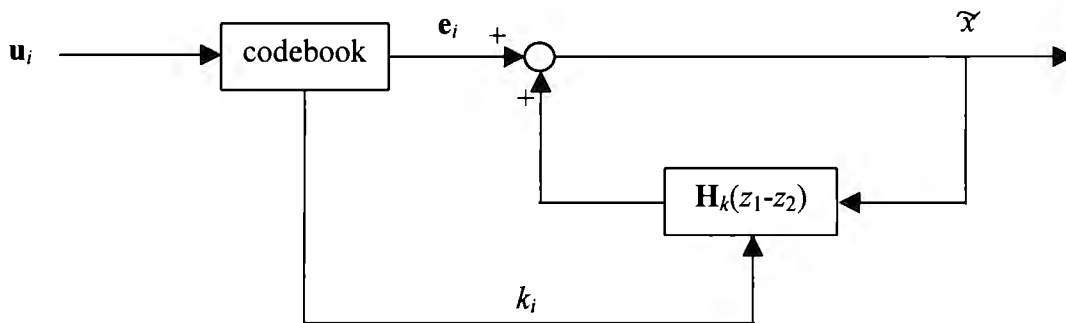 x̃
e_i
+
u_i
codebook
+
H_k(z_1-z_2)
k_i